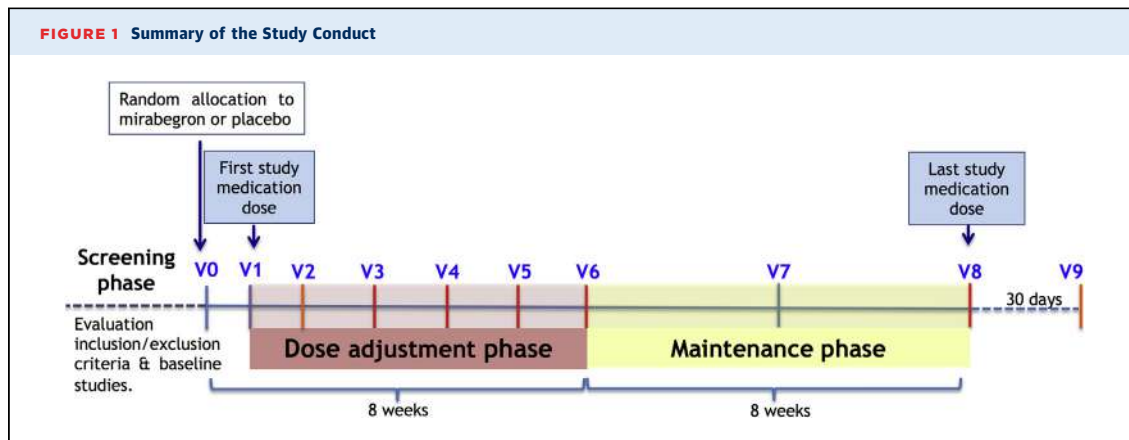 FIGURE 1 Summary of the Study Conduct
Random allocation to
mirabegron or placebo
First study
medication
dose
Last study
medication
dose
Screening
phase
V0 V1 V2 V3 V4 V5 V6 V7 V8 V9
30 days
Evaluation
inclusion/exclusion
criteria & baseline
studies.
Dose adjustment phase
Maintenance phase
8 weeks
8 weeks